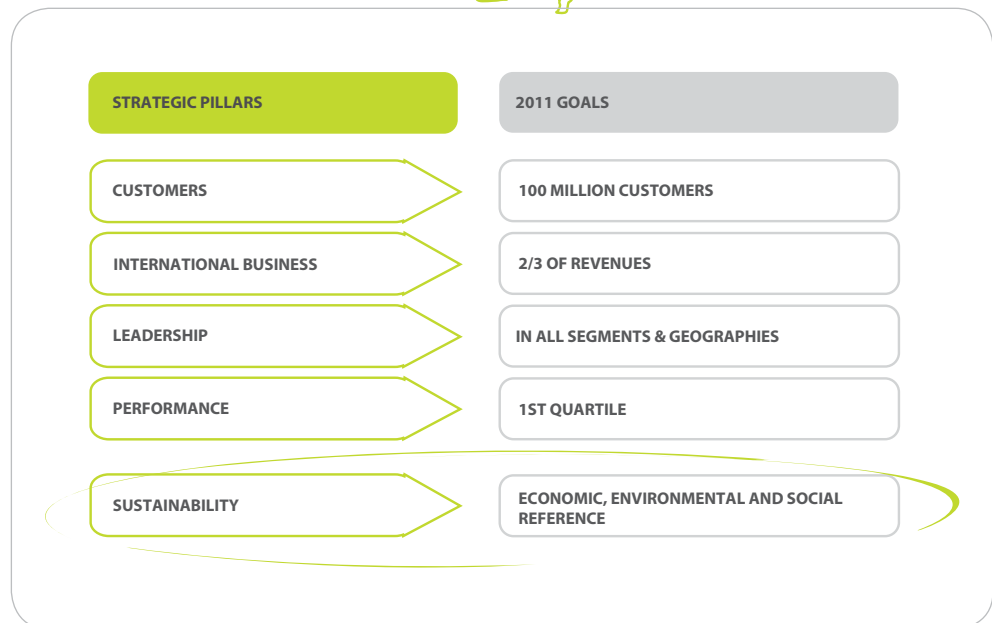 STRATEGIC PILLARS
2011 GOALS
CUSTOMERS
100 MILLION CUSTOMERS
INTERNATIONAL BUSINESS
2/3 OF REVENUES
LEADERSHIP
IN ALL SEGMENTS & GEOGRAPHIES
PERFORMANCE
1ST QUARTILE
SUSTAINABILITY
ECONOMIC, ENVIRONMENTAL AND SOCIAL
REFERENCE